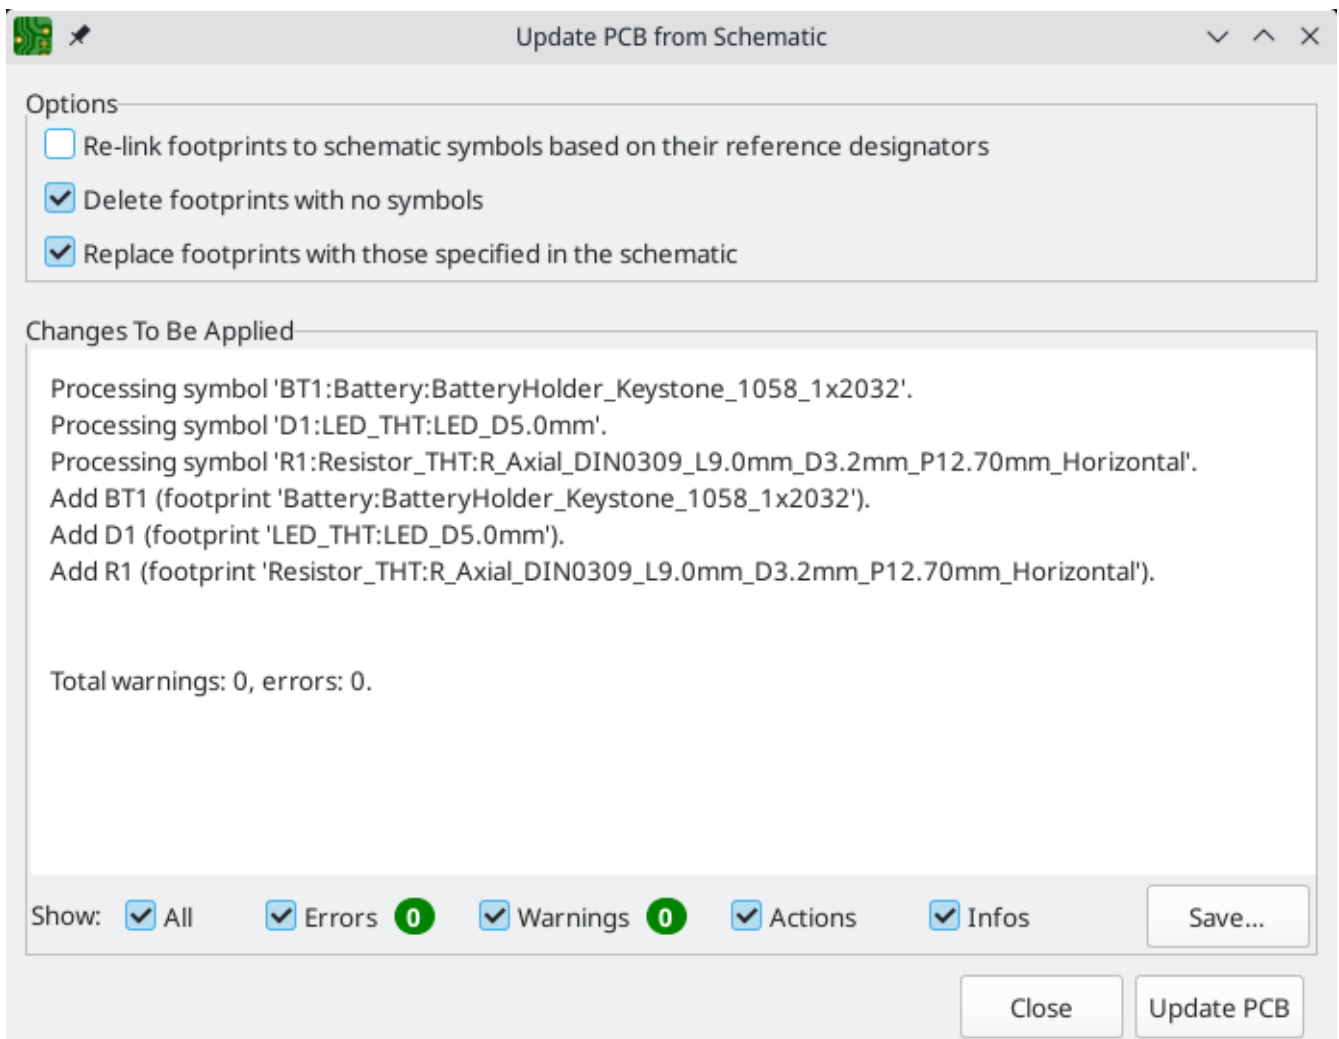 Update PCB from Schematic
Options
Re-link footprints to schematic symbols based on their reference designators
Delete footprints with no symbols
Replace footprints with those specified in the schematic
Changes To Be Applied
Processing symbol 'BT1:Battery:BatteryHolder_Keystone_1058_1x2032'.
Processing symbol 'D1:LED_THT:LED_D5.0mm'.
Processing symbol 'R1:Resistor_THT:R_Axial_DIN0309_L9.0mm_D3.2mm_P12.70mm_Horizontal'.
Add BT1 (footprint 'Battery:BatteryHolder_Keystone_1058_1x2032').
Add D1 (footprint 'LED_THT:LED_D5.0mm').
Add R1 (footprint 'Resistor_THT:R_Axial_DIN0309_L9.0mm_D3.2mm_P12.70mm_Horizontal').
Total warnings: 0, errors: 0.
Show: All Errors 0 Warnings 0 Actions Infos Save...
Close Update PCB